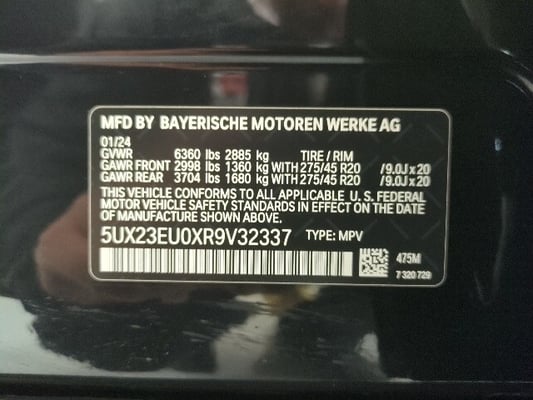 MFD BY BAYERISCHE MOTOREN WERKE AG
01/24
GVWR 6360 lbs 2885 kg TIRE / RIM
GAWR FRONT 2998 lbs 1360 kg WITH 275/45 R20 / 9.0J x 20
GAWR REAR 3704 lbs 1680 kg WITH 275/45 R20 / 9.0J x 20
THIS VEHICLE CONFORMS TO ALL APPLICABLE U. S. FEDERAL
MOTOR VEHICLE SAFETY STANDARDS IN EFFECT ON THE DATE
OF MANUFACTURE SHOWN ABOVE.
5UX23EU0XR9V32337 TYPE: MPV
475M
7 320 729